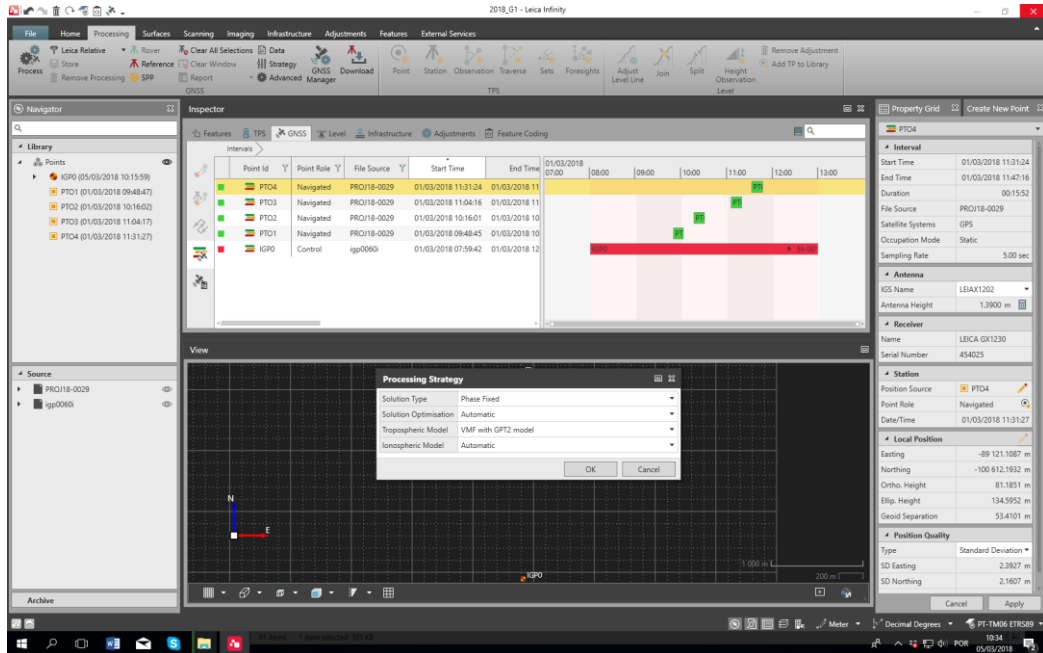 2018_G1 - Leica Infinity
File Home Processing Surfaces Scanning Imaging Infrastructure Adjustments Features External Services
Process
Leica Relative
Store
Remove Processing
Rover
Reference
SPP
Clear All Selections
Clear Window
Report
Data
Strategy
Advanced
GNSS Manager
Download
GNSS
Point Station Observation Traverse Sets Foresights
TPS
Adjust Level Line
Join
Split
Height Observation
Remove Adjustment
Add TP to Library
Level
Navigator
Library
Points
IGP0 (05/03/2018 10:15:59)
PTO1 (01/03/2018 09:48:47)
PTO2 (01/03/2018 10:16:02)
PTO3 (01/03/2018 11:04:17)
PTO4 (01/03/2018 11:31:27)
Source
PROJ18-0029
igp0060i
Archive
Inspector
Features TPS GNSS Level Infrastructure Adjustments Feature Coding
Intervals
Point Id Point Role File Source Start Time End Time
PTO4 Navigated PROJ18-0029 01/03/2018 11:31:24 01/03/2018 11
PTO3 Navigated PROJ18-0029 01/03/2018 11:04:16 01/03/2018 11
PTO2 Navigated PROJ18-0029 01/03/2018 10:16:01 01/03/2018 10
PTO1 Navigated PROJ18-0029 01/03/2018 09:48:45 01/03/2018 10
IGP0 Control igp0060i 01/03/2018 07:59:42 01/03/2018 12
01/03/2018
07:00 08:00 09:00 10:00 11:00 12:00 13:00
PT
PT
PT
PT
IGP0
View
Processing Strategy
Solution Type Phase Fixed
Solution Optimisation Automatic
Tropospheric Model VMF with GPT2 model
Ionospheric Model Automatic
OK Cancel
N
E
IGP0
1 000 m
200 m
Property Grid Create New Point
PTO4
Interval
Start Time 01/03/2018 11:31:24
End Time 01/03/2018 11:47:16
Duration 00:15:52
File Source PROJ18-0029
Satellite Systems GPS
Occupation Mode Static
Sampling Rate 5.00 sec
Antenna
IGS Name LEIAX1202
Antenna Height 1.3900 m
Receiver
Name LEICA GX1230
Serial Number 454025
Station
Position Source PTO4
Point Role Navigated
Date/Time 01/03/2018 11:31:27
Local Position
Easting -89 121.1087 m
Northing -100 612.1932 m
Ortho. Height 81.1851 m
Ellip. Height 134.5952 m
Geoid Separation 53.4101 m
Position Quality
Type Standard Deviation
SD Easting 2.3927 m
SD Northing 2.1607 m
Cancel Apply
Meter Decimal Degrees PT-TM06 ETRS89
51 items 1 item selected 501 KB
POR
10:34
05/03/2018